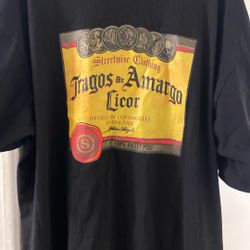 Streetwise Clothing
Tragos de Amargo
Licor
HECHO EN LOS ANGELES
S